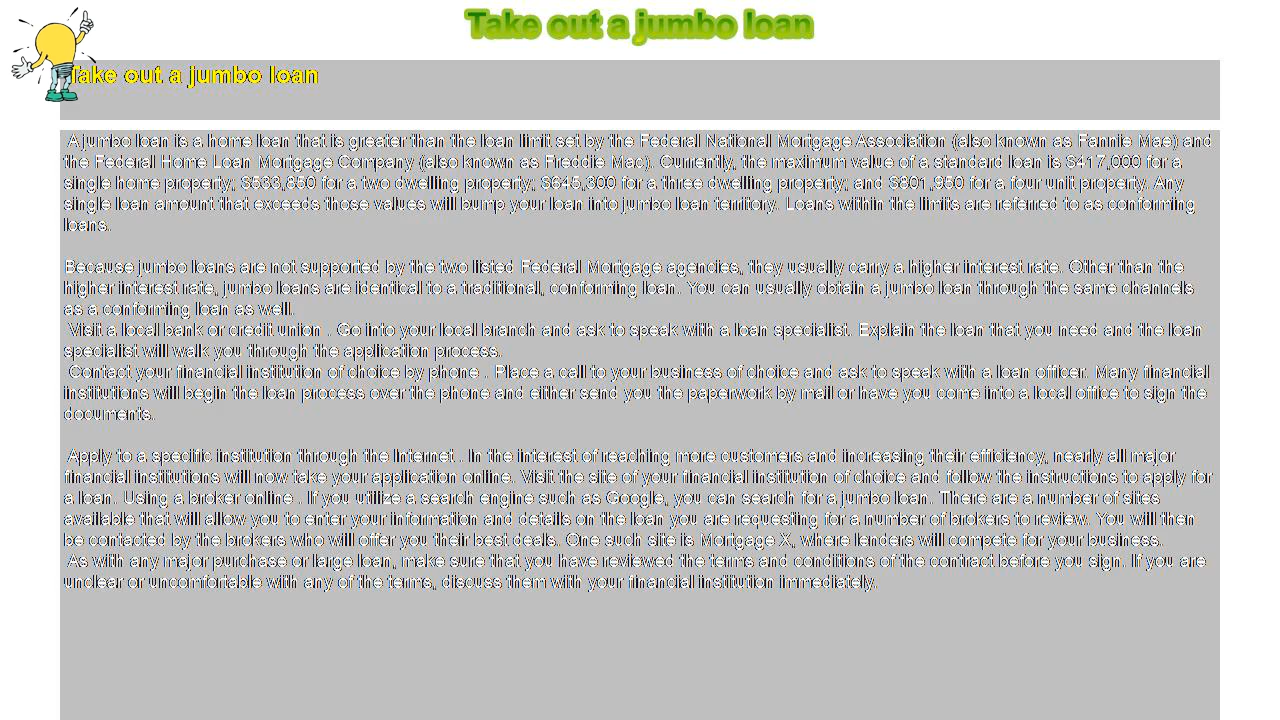 Take out a jumbo loan
Take out a jumbo loan
A jumbo loan is a home loan that is greater than the loan limit set by the Federal National Mortgage Association (also known as Fannie Mae) and
the Federal Home Loan Mortgage Company (also known as Freddie Mac). Currently, the maximum value of a standard loan is $417,000 for a
single home property; $533,850 for a two dwelling property; $645,300 for a three dwelling property; and $801,950 for a four unit property. Any
single loan amount that exceeds those values will bump your loan into jumbo loan territory. Loans within the limits are referred to as conforming
loans.
Because jumbo loans are not supported by the two listed Federal Mortgage agencies, they usually carry a higher interest rate. Other than the
higher interest rate, jumbo loans are identical to a traditional, conforming loan. You can usually obtain a jumbo loan through the same channels
as a conforming loan as well.
Visit a local bank or credit union . Go into your local branch and ask to speak with a loan specialist. Explain the loan that you need and the loan
specialist will walk you through the application process.
Contact your financial institution of choice by phone . Place a call to your business of choice and ask to speak with a loan officer. Many financial
institutions will begin the loan process over the phone and either send you the paperwork by mail or have you come into a local office to sign the
documents.
Apply to a specific institution through the Internet . In the interest of reaching more customers and increasing their efficiency, nearly all major
financial institutions will now take your application online. Visit the site of your financial institution of choice and follow the instructions to apply for
a loan. Using a broker online . If you utilize a search engine such as Google, you can search for a jumbo loan. There are a number of sites
available that will allow you to enter your information and details on the loan you are requesting for a number of brokers to review. You will then
be contacted by the brokers who will offer you their best deals. One such site is Mortgage X, where lenders will compete for your business.
As with any major purchase or large loan, make sure that you have reviewed the terms and conditions of the contract before you sign. If you are
unclear or uncomfortable with any of the terms, discuss them with your financial institution immediately.